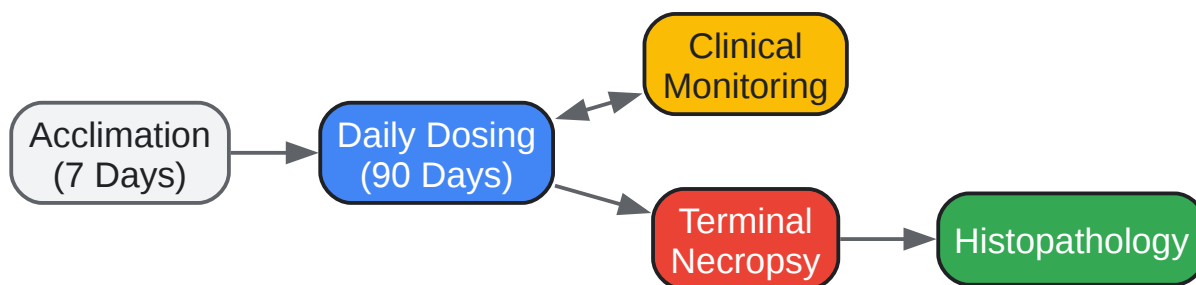 Acclimation
(7 Days)
Daily Dosing
(90 Days)
Clinical
Monitoring
Terminal
Necropsy
Histopathology